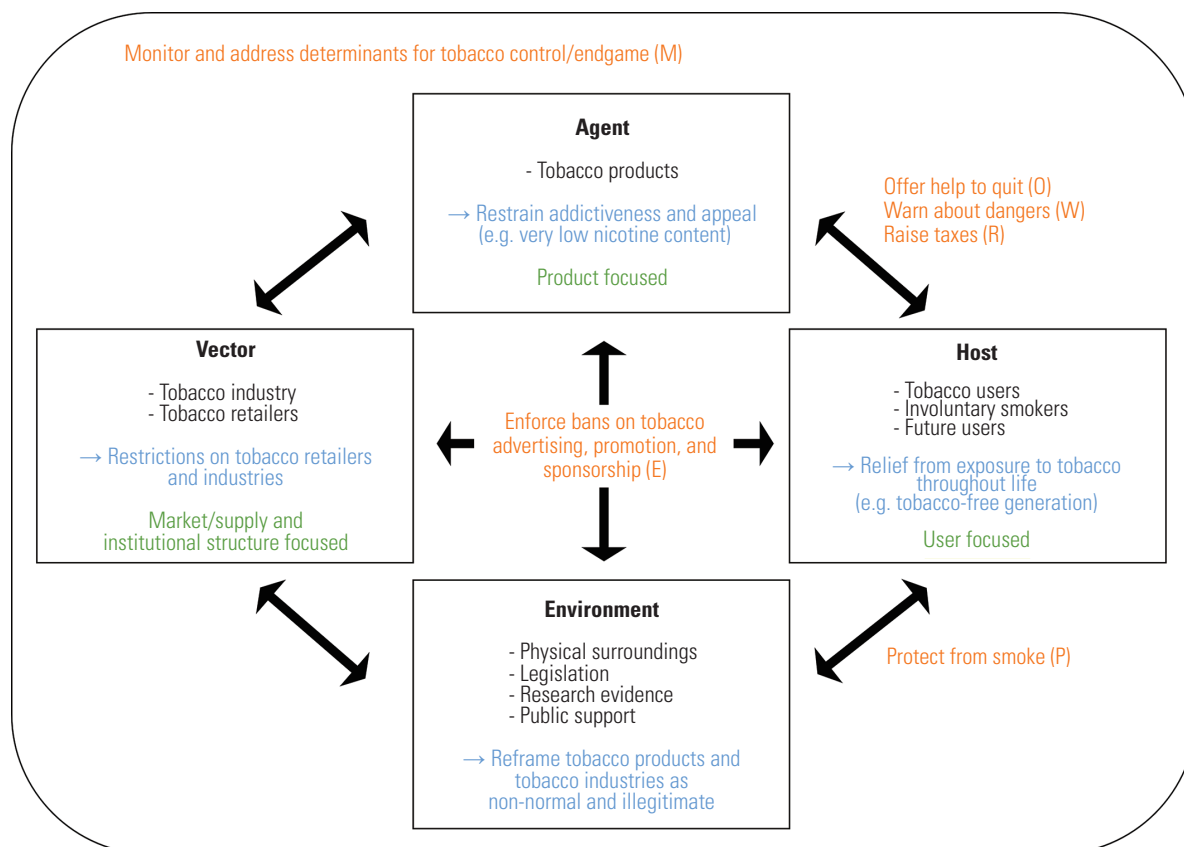 Monitor and address determinants for tobacco control/endgame (M)
Agent
- Tobacco products
→ Restrain addictiveness and appeal
(e.g. very low nicotine content)
Product focused
Offer help to quit (O)
Warn about dangers (W)
Raise taxes (R)
Vector
- Tobacco industry
- Tobacco retailers
→ Restrictions on tobacco retailers
and industries
Market/supply and
institutional structure focused
Enforce bans on tobacco
advertising, promotion, and
sponsorship (E)
Host
- Tobacco users
- Involuntary smokers
- Future users
→ Relief from exposure to tobacco
throughout life
(e.g. tobacco-free generation)
User focused
Environment
- Physical surroundings
- Legislation
- Research evidence
- Public support
→ Reframe tobacco products and
tobacco industries as
non-normal and illegitimate
Protect from smoke (P)